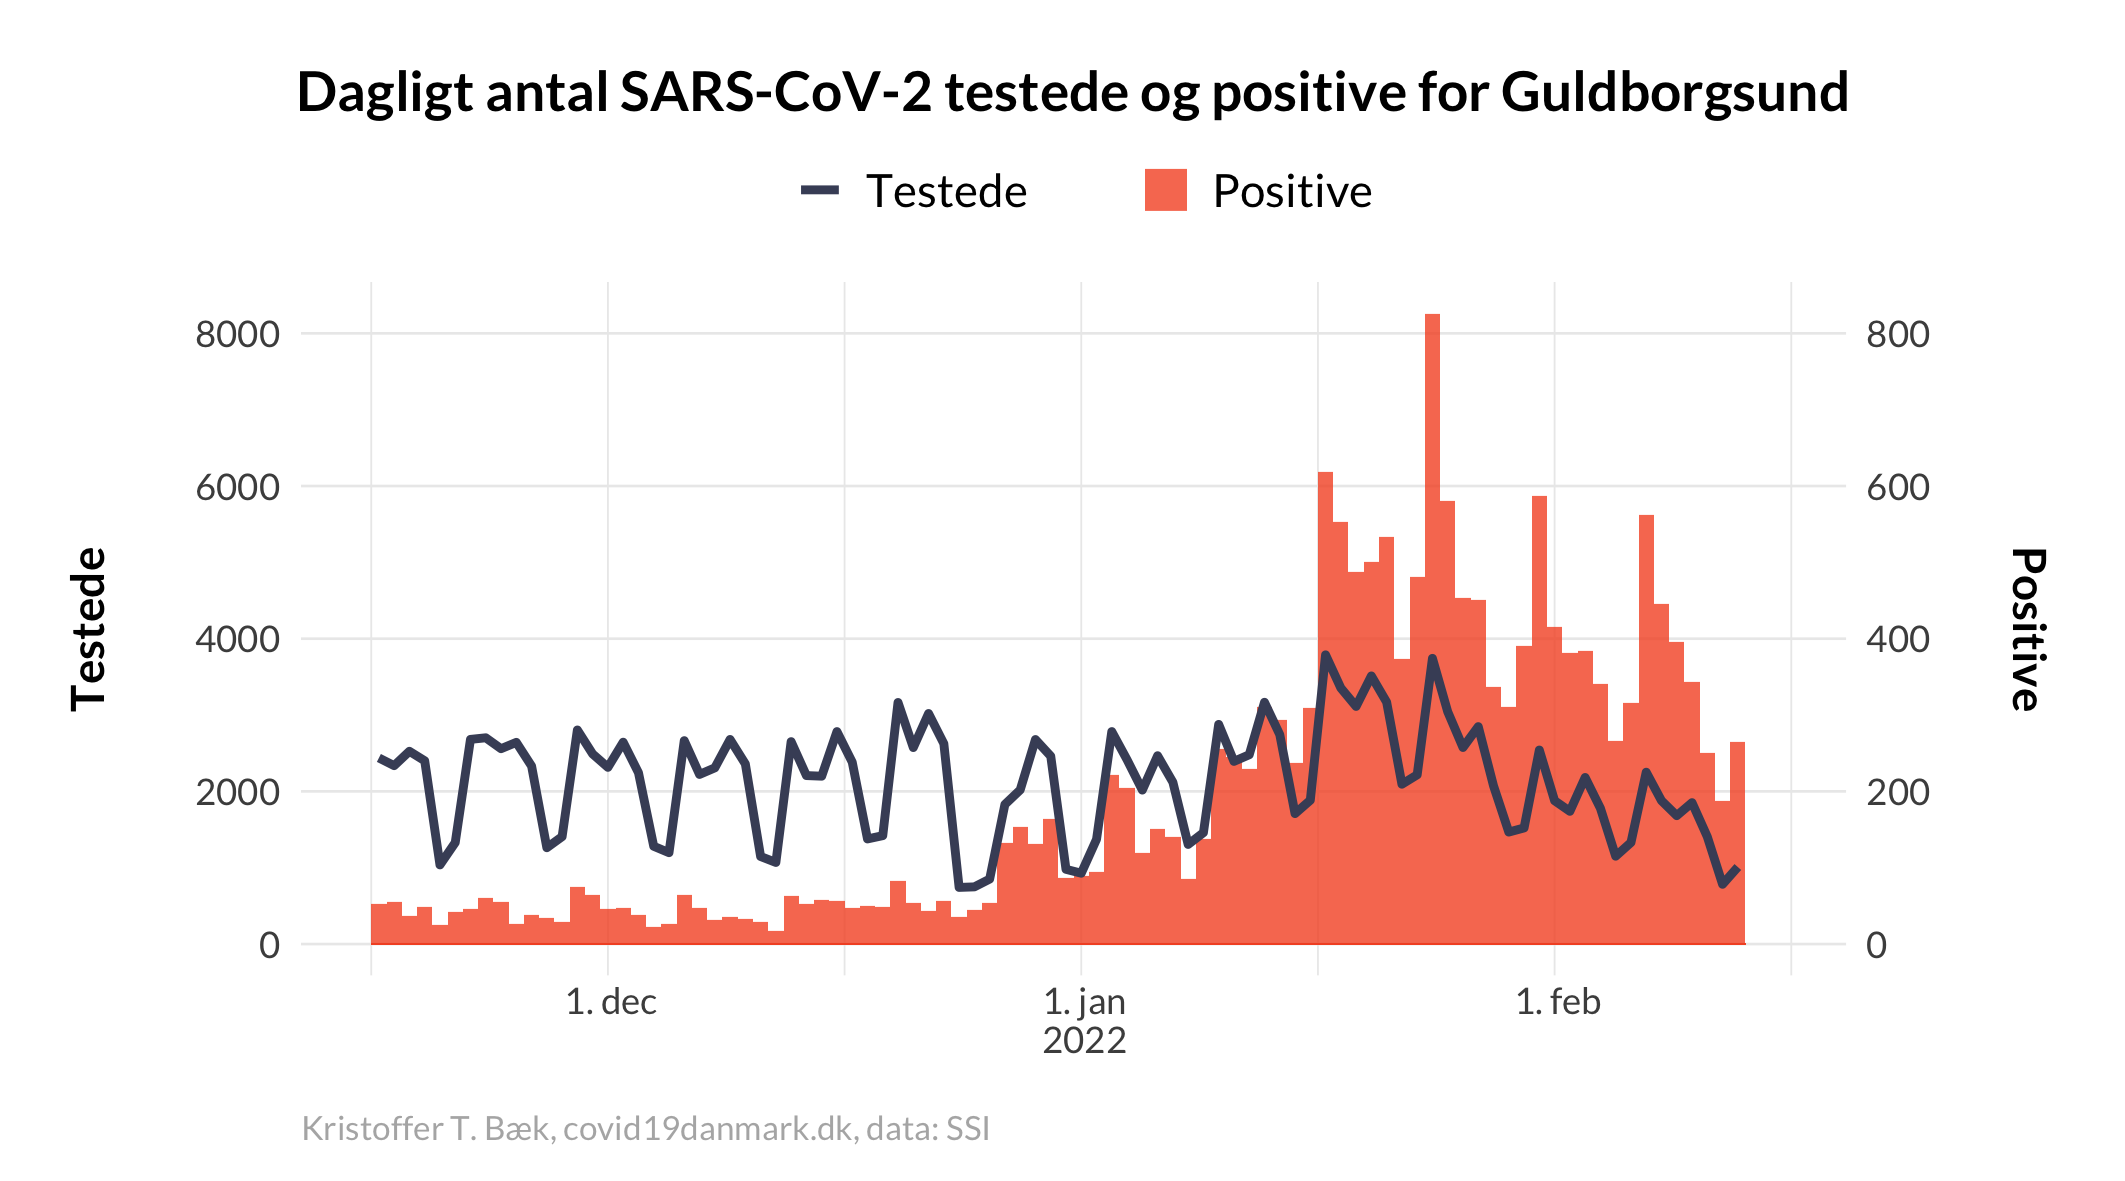 Dagligt antal SARS-CoV-2 testede og positive for Guldborgsund
Testede
Positive
8000
6000
4000
2000
0
800
600
400
200
0
Testede
Positive
1. dec
1. jan
2022
1. feb
Kristoffer T. Bæk, covid19danmark.dk, data: SSI